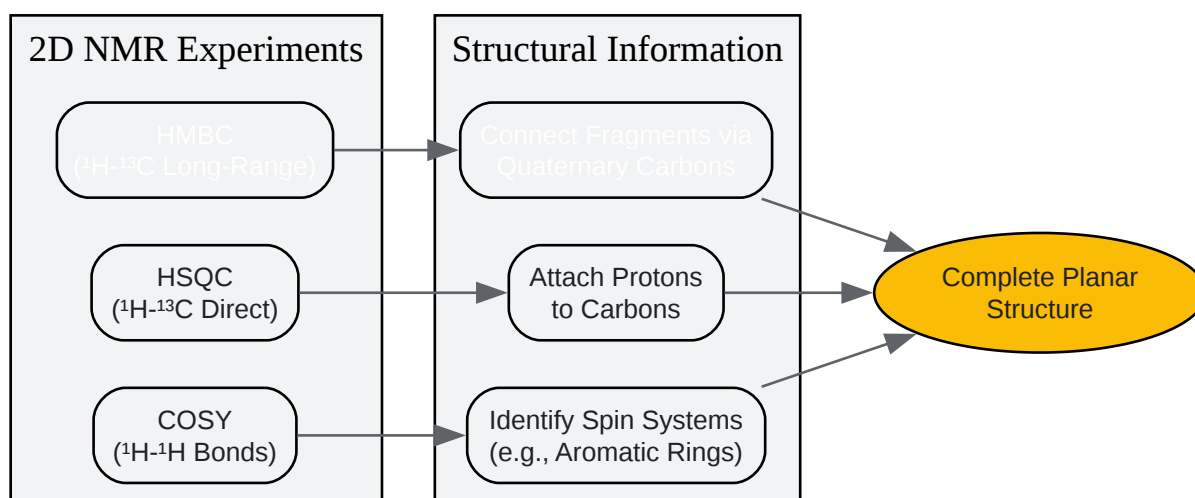 2D NMR Experiments
HMBC
(¹H-¹³C Long-Range)
HSQC
(¹H-¹³C Direct)
COSY
(¹H-¹H Bonds)
Structural Information
Connect Fragments via
Quaternary Carbons
Attach Protons
to Carbons
Identify Spin Systems
(e.g., Aromatic Rings)
Complete Planar
Structure